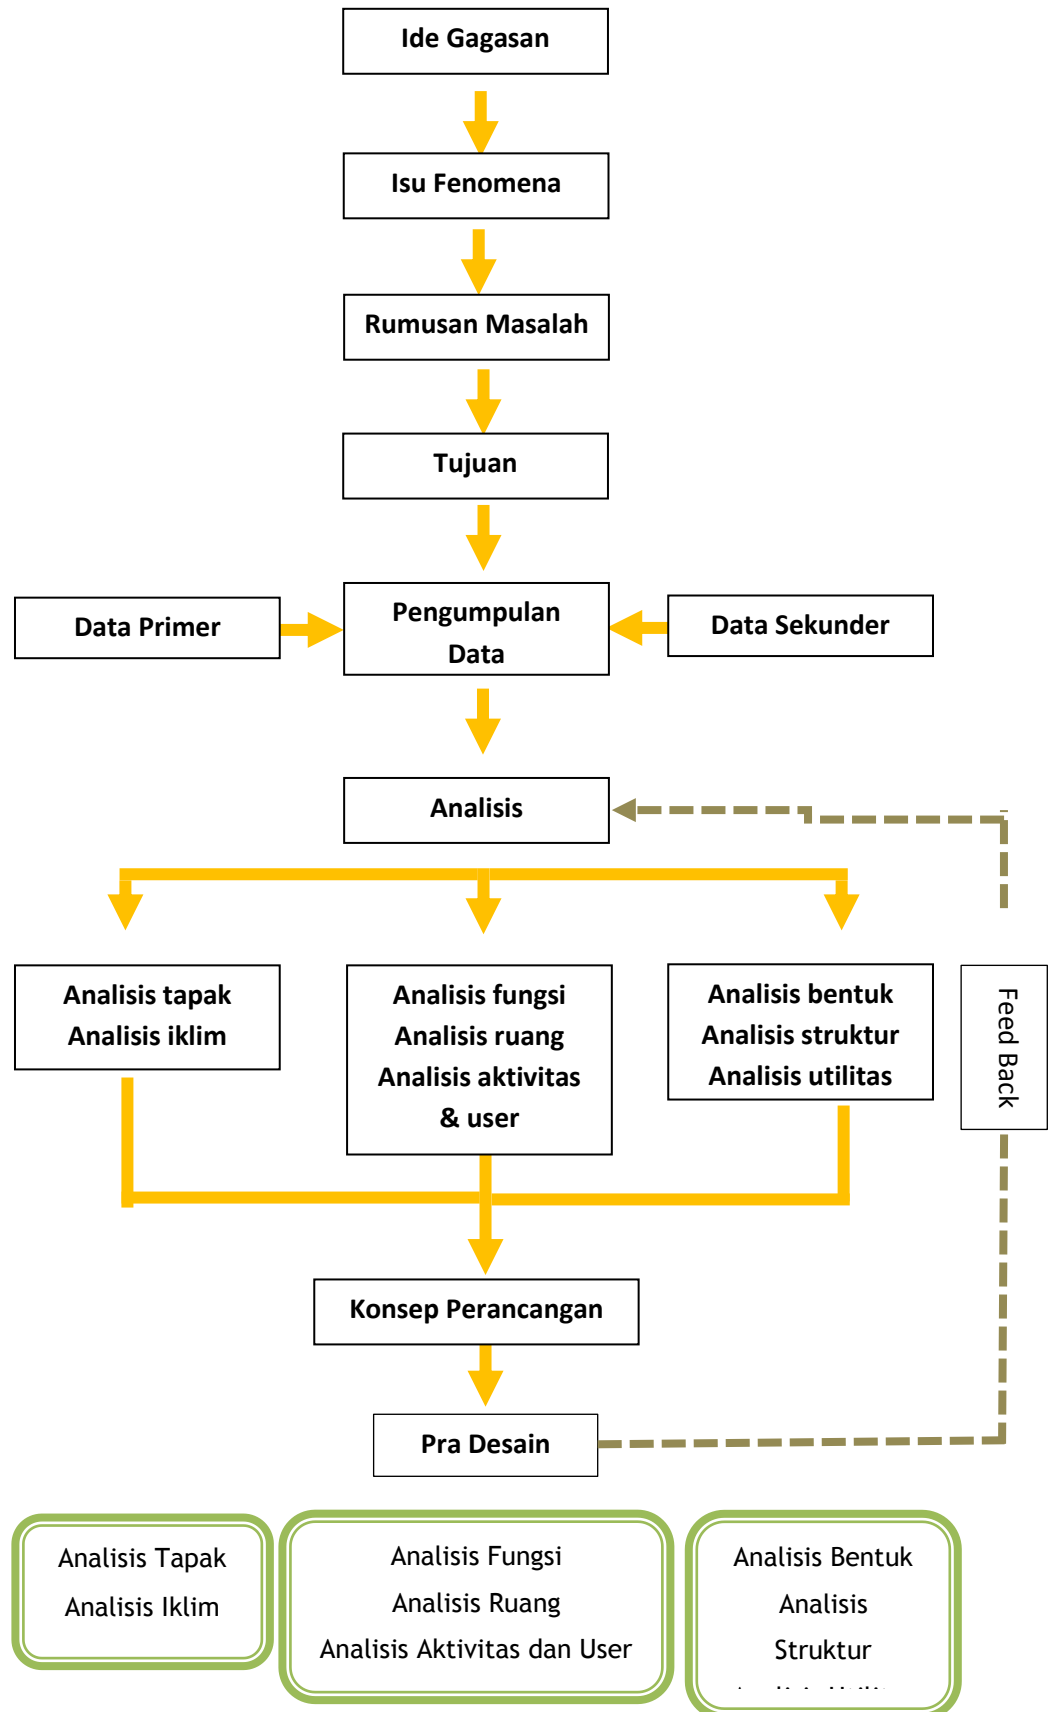 Ide Gagasan
Isu Fenomena
Rumusan Masalah
Tujuan
Data Primer
Pengumpulan
Data
Data Sekunder
Analisis
Analisis tapak
Analisis iklim
Analisis fungsi
Analisis ruang
Analisis aktivitas
& user
Analisis bentuk
Analisis struktur
Analisis utilitas
Feed Back
Konsep Perancangan
Pra Desain
Analisis Tapak
Analisis Iklim
Analisis Fungsi
Analisis Ruang
Analisis Aktivitas dan User
Analisis Bentuk
Analisis
Struktur